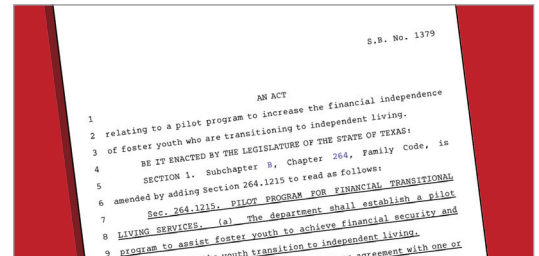 S.B. No. 1379
AN ACT
1
2 relating to a pilot program to increase the financial independence
3 of foster youth who are transitioning to independent living.
4 BE IT ENACTED BY THE LEGISLATURE OF THE STATE OF TEXAS:
5 SECTION 1. Subchapter B, Chapter 264, Family Code, is
6 amended by adding Section 264.1215 to read as follows:
7 Sec. 264.1215. PILOT PROGRAM FOR FINANCIAL TRANSITIONAL
8 LIVING SERVICES. (a) The department shall establish a pilot
9 program to assist foster youth to achieve financial security and
youth transition to independent living.
agreement with one or